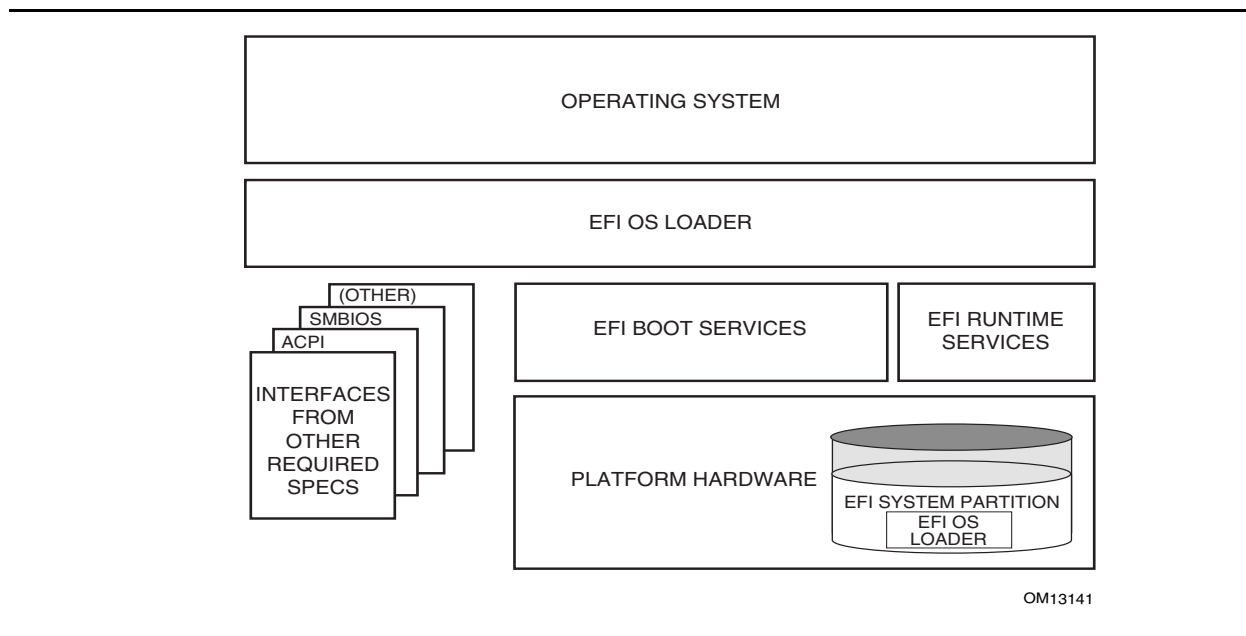 OPERATING SYSTEM
EFI OS LOADER
(OTHER)
SMBIOS
ACPI
INTERFACES
FROM
OTHER
REQUIRED
SPECS
EFI BOOT SERVICES
EFI RUNTIME
SERVICES
PLATFORM HARDWARE
EFI SYSTEM PARTITION
EFI OS
LOADER
OM13141